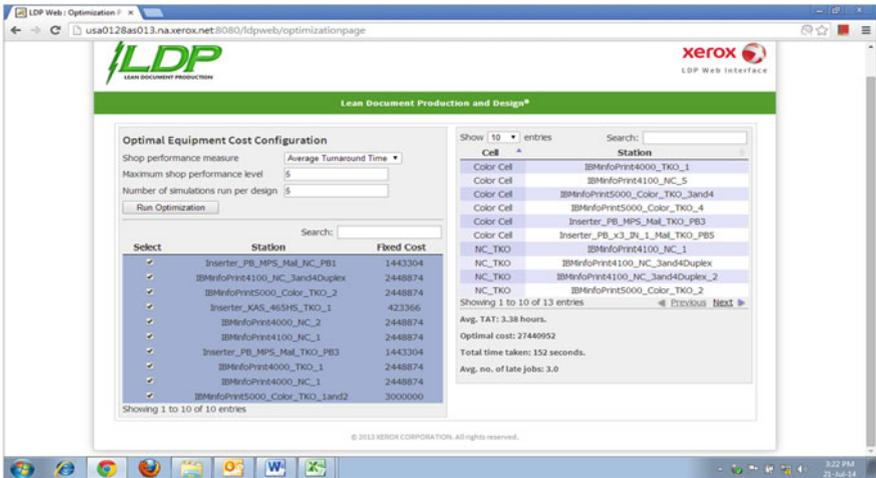 LDP Web : Optimization P
usa0128as013.na.xerox.net:8080/ldpweb/optimizationpage
LDP
LEAN DOCUMENT PRODUCTION
xerox
LDP Web Interface
Lean Document Production and Design®
Optimal Equipment Cost Configuration
Shop performance measure Average Turnaround Time
Maximum shop performance level 5
Number of simulations run per design 5
Run Optimization
Search:
Select Station Fixed Cost
Inserter_PB_MPS_Mail_NC_PB1 1443304
IBMinfoPrint4100_NC_3and4Duplex 2448874
IBMinfoPrint5000_Color_TKO_2 2448874
Inserter_KAS_465HS_TKO_1 423366
IBMinfoPrint4000_NC_2 2448874
IBMinfoPrint4100_NC_1 2448874
Inserter_PB_MPS_Mail_TKO_PB3 1443304
IBMinfoPrint4000_TKO_1 2448874
IBMinfoPrint4000_NC_1 2448874
IBMinfoPrint5000_Color_TKO_1and2 3000000
Showing 1 to 10 of 10 entries
Show 10 entries Search:
Cell Station
Color Cell IBMinfoPrint4000_TKO_1
Color Cell IBMinfoPrint4100_NC_5
Color Cell IBMinfoPrint5000_Color_TKO_3and4
Color Cell IBMinfoPrint5000_Color_TKO_4
Color Cell Inserter_PB_MPS_Mail_TKO_PB3
Color Cell Inserter_PB_x3_IN_1_Mail_TKO_PB5
NC_TKO IBMinfoPrint4100_NC_1
NC_TKO IBMinfoPrint4100_NC_3and4Duplex
NC_TKO IBMinfoPrint4100_NC_3and4Duplex_2
NC_TKO IBMinfoPrint5000_Color_TKO_2
Showing 1 to 10 of 13 entries Previous Next
Avg. TAT: 3.38 hours.
Optimal cost: 27440952
Total time taken: 152 seconds.
Avg. no. of late jobs: 3.0
© 2013 XEROX CORPORATION. All rights reserved.
3:22 PM
21-Jul-14